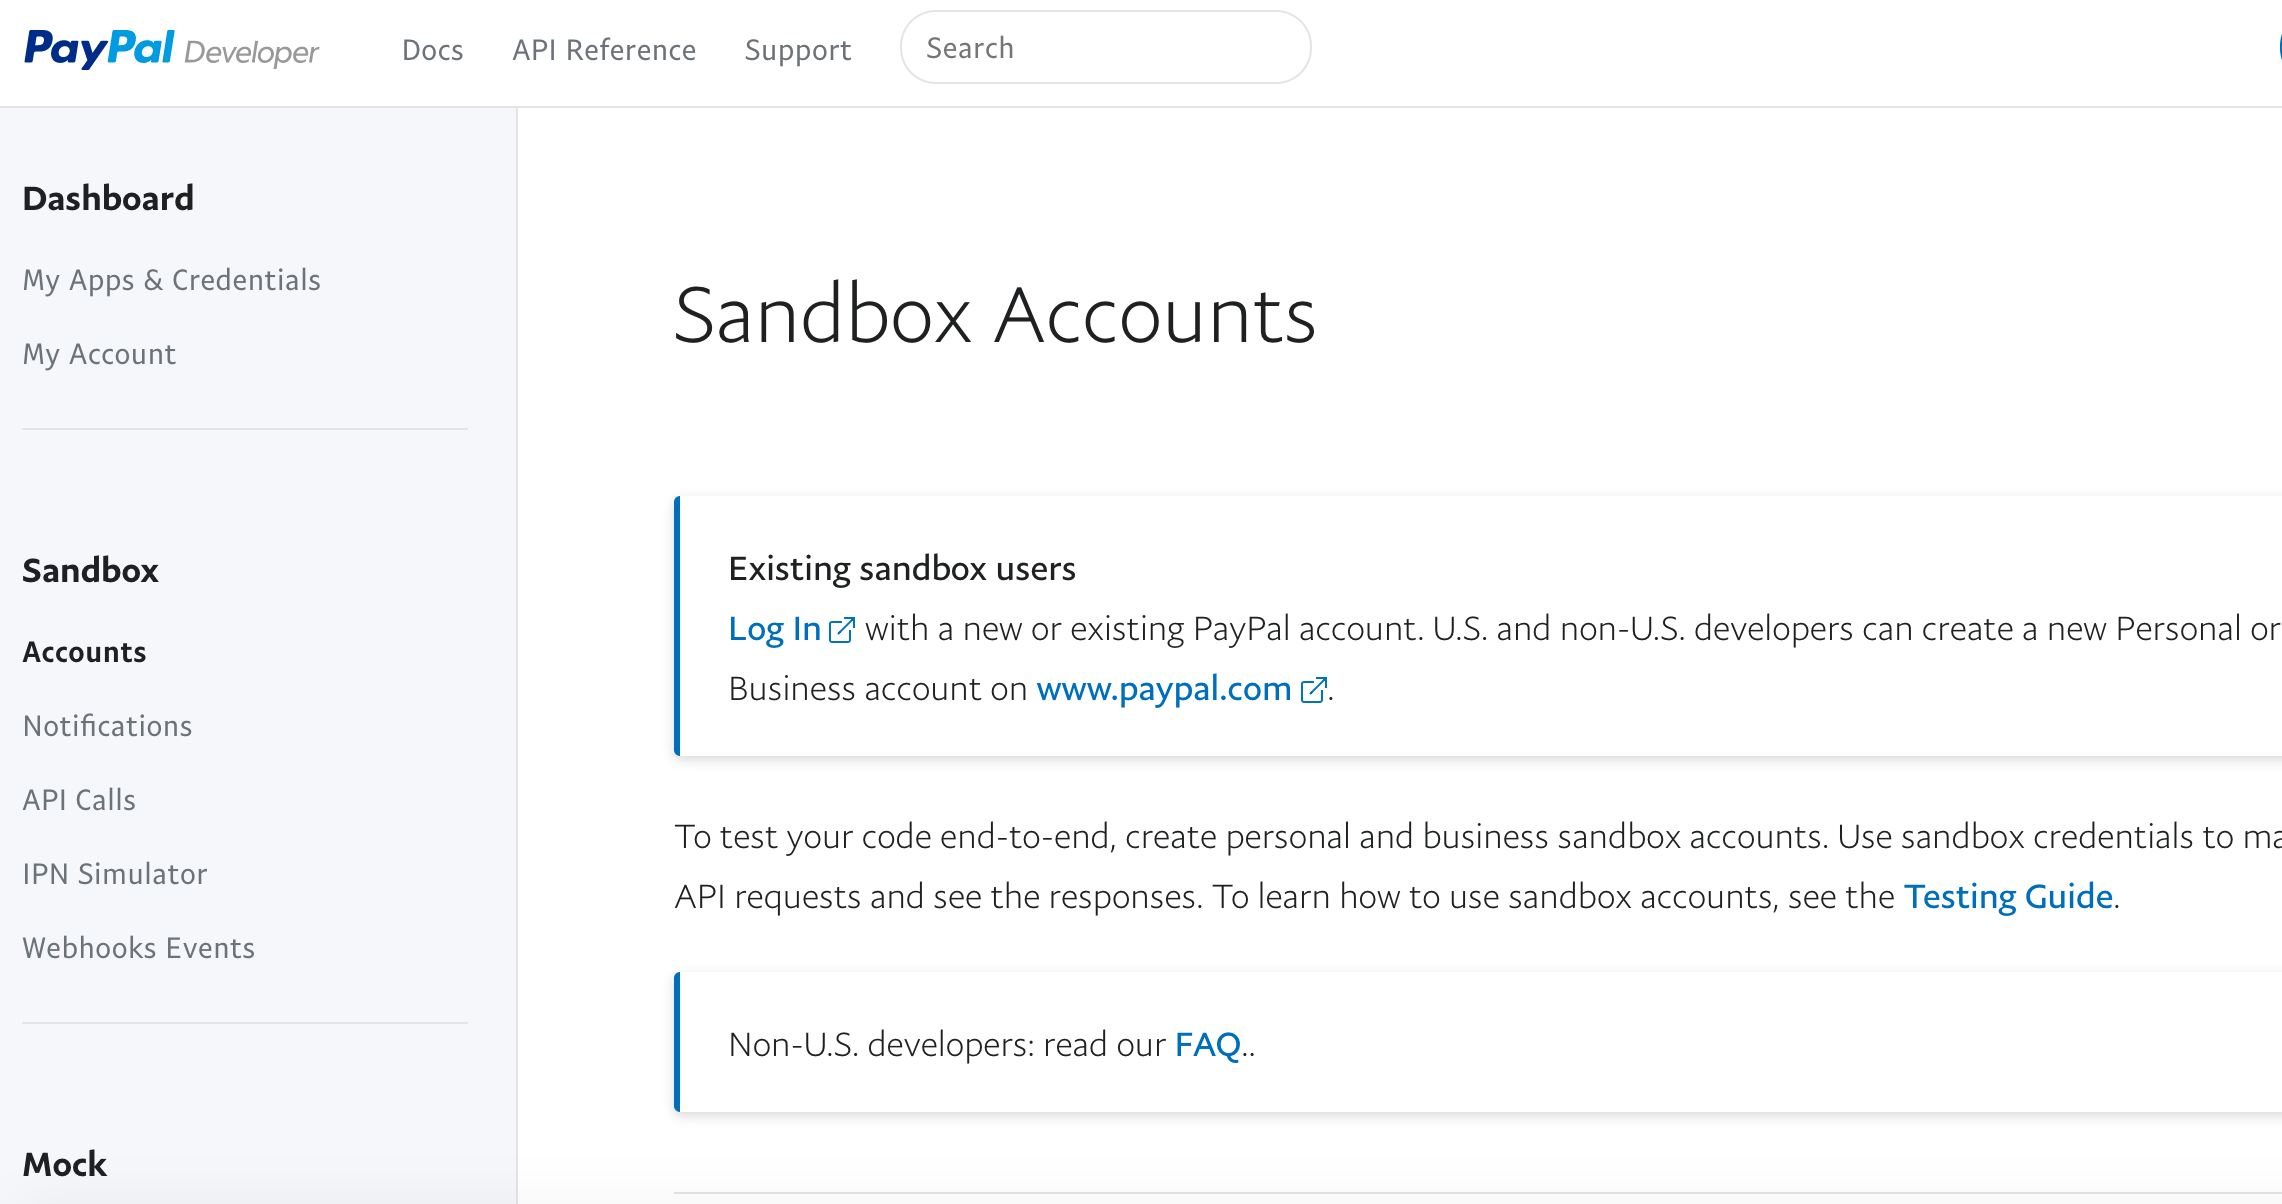 PayPal Developer
Docs
API Reference
Support
Search
Dashboard
My Apps & Credentials
My Account
Sandbox
Accounts
Notifications
API Calls
IPN Simulator
Webhooks Events
Mock
Sandbox Accounts
Existing sandbox users
Log In with a new or existing PayPal account. U.S. and non-U.S. developers can create a new Personal or
Business account on www.paypal.com.
To test your code end-to-end, create personal and business sandbox accounts. Use sandbox credentials to
API requests and see the responses. To learn how to use sandbox accounts, see the Testing Guide.
Non-U.S. developers: read our FAQ..